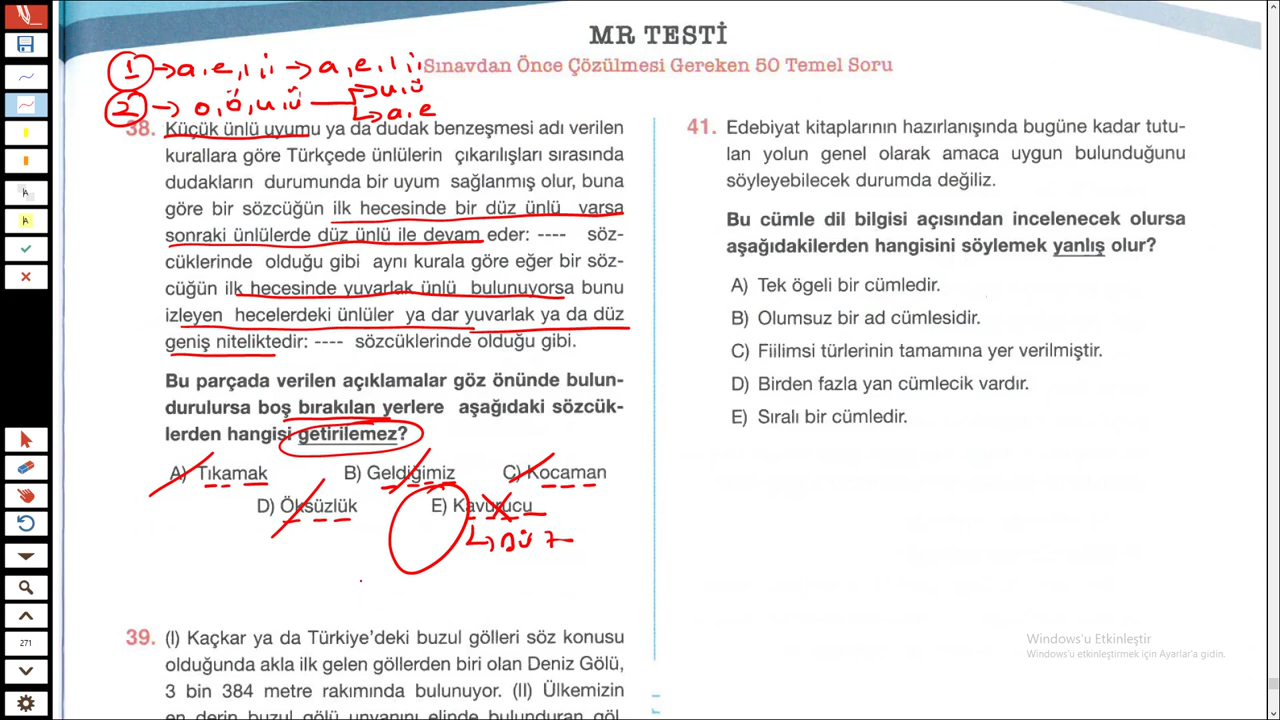 MR TESTİ
Sınavdan Önce Çözülmesi Gereken 50 Temel Soru
1 → a, e, ı, i → a, e, ı, i
2 → o, ö, u, ü → u, ü
→ a, e
38. Küçük ünlü uyumu ya da dudak benzeşmesi adı verilen
kurallara göre Türkçede ünlülerin çıkarılışları sırasında
dudakların durumunda bir uyum sağlanmış olur, buna
göre bir sözcüğün ilk hecesinde bir düz ünlü varsa
sonraki ünlülerde düz ünlü ile devam eder: ---- söz-
cüklerinde olduğu gibi aynı kurala göre eğer bir söz-
cüğün ilk hecesinde yuvarlak ünlü bulunuyorsa bunu
izleyen hecelerdeki ünlüler ya dar yuvarlak ya da düz
geniş niteliktedir: ---- sözcüklerinde olduğu gibi.
Bu parçada verilen açıklamalar göz önünde bulun-
durulursa boş bırakılan yerlere aşağıdaki sözcük-
lerden hangisi getirilemez?
A) Tıkamak B) Geldiğimiz C) Kocaman
D) Öksüzlük E) Kavurucu
→ DÜZ
39. (I) Kaçkar ya da Türkiye'deki buzul gölleri söz konusu
olduğunda akla ilk gelen göllerden biri olan Deniz Gölü,
3 bin 384 metre rakımında bulunuyor. (II) Ülkemizin
en derin buzul gölü unvanını elinde bulunduran göl,
41. Edebiyat kitaplarının hazırlanışında bugüne kadar tutu-
lan yolun genel olarak amaca uygun bulunduğunu
söyleyebilecek durumda değiliz.
Bu cümle dil bilgisi açısından incelenecek olursa
aşağıdakilerden hangisini söylemek yanlış olur?
A) Tek ögeli bir cümledir.
B) Olumsuz bir ad cümlesidir.
C) Fiilimsi türlerinin tamamına yer verilmiştir.
D) Birden fazla yan cümlecik vardır.
E) Sıralı bir cümledir.
Windows'u Etkinleştir
Windows'u etkinleştirmek için Ayarlar'a gidin.
271